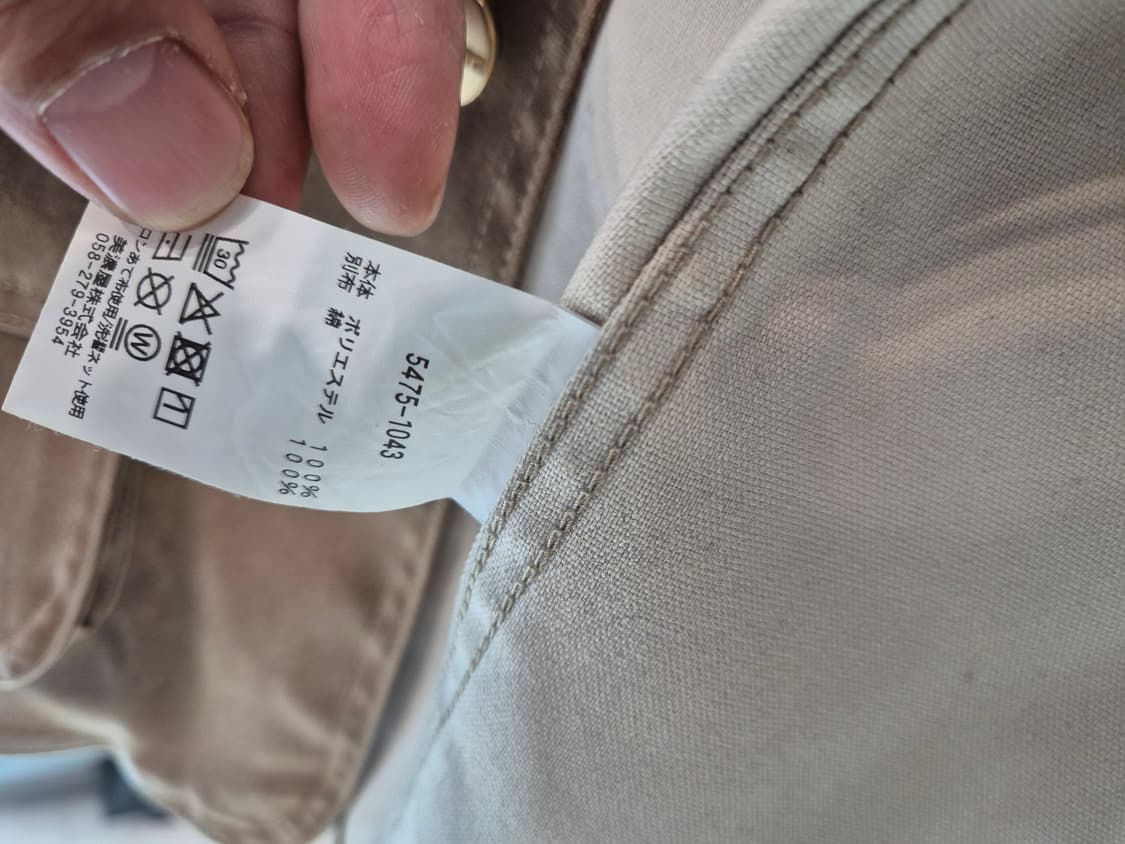 5475-1043
本体 ポリエステル 100%
別布 綿 100%
30
W
ロンあて布使用/洗濯ネット使用
美濃屋株式会社
058-279-3954